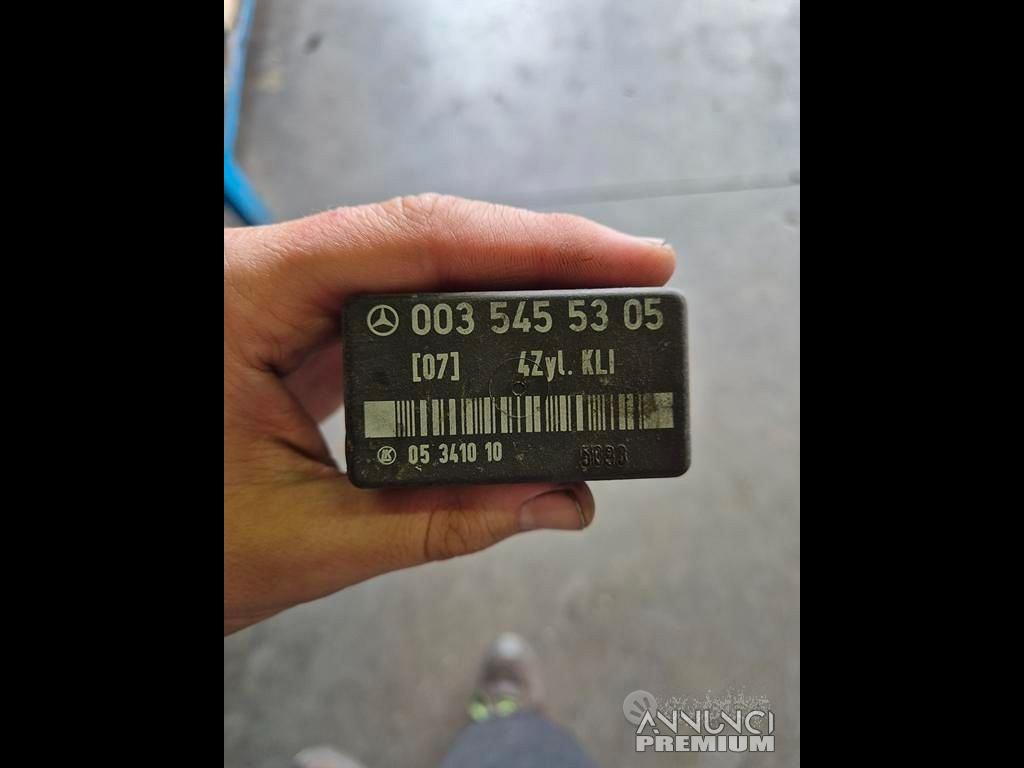 003 545 53 05
[07] 4Zyl. KLI
05 3410 10
ANNUNCI
PREMIUM